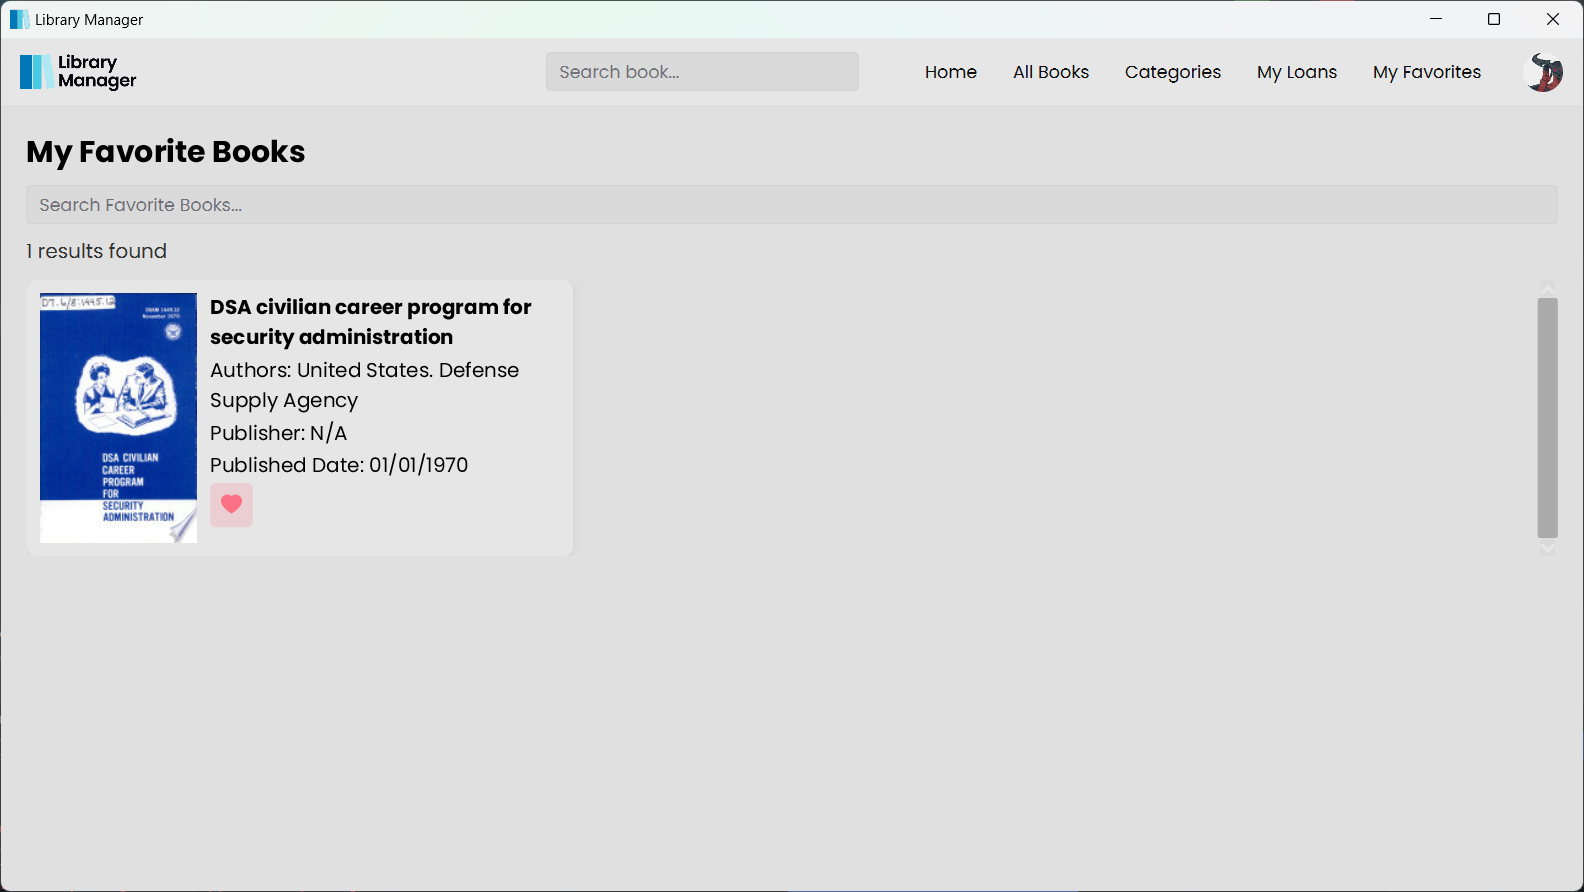 Library Manager
Library
Manager
Search book...
Home
All Books
Categories
My Loans
My Favorites
My Favorite Books
Search Favorite Books...
1 results found
D7.6/8:1445.12
DSAM 1445.12
November 1970
DSA CIVILIAN
CAREER
PROGRAM
FOR
SECURITY
ADMINISTRATION
DSA civilian career program for
security administration
Authors: United States. Defense
Supply Agency
Publisher: N/A
Published Date: 01/01/1970